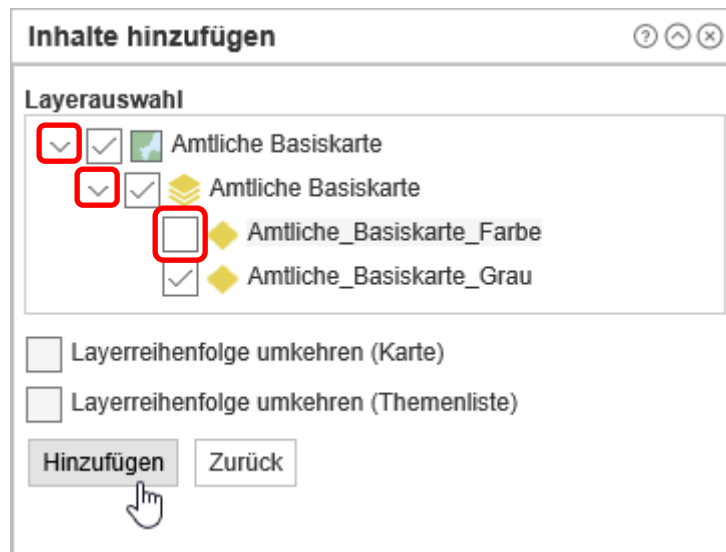 Inhalte hinzufügen
Layerauswahl
Amtliche Basiskarte
Amtliche Basiskarte
Amtliche_Basiskarte_Farbe
Amtliche_Basiskarte_Grau
Layerreihenfolge umkehren (Karte)
Layerreihenfolge umkehren (Themenliste)
Hinzufügen Zurück